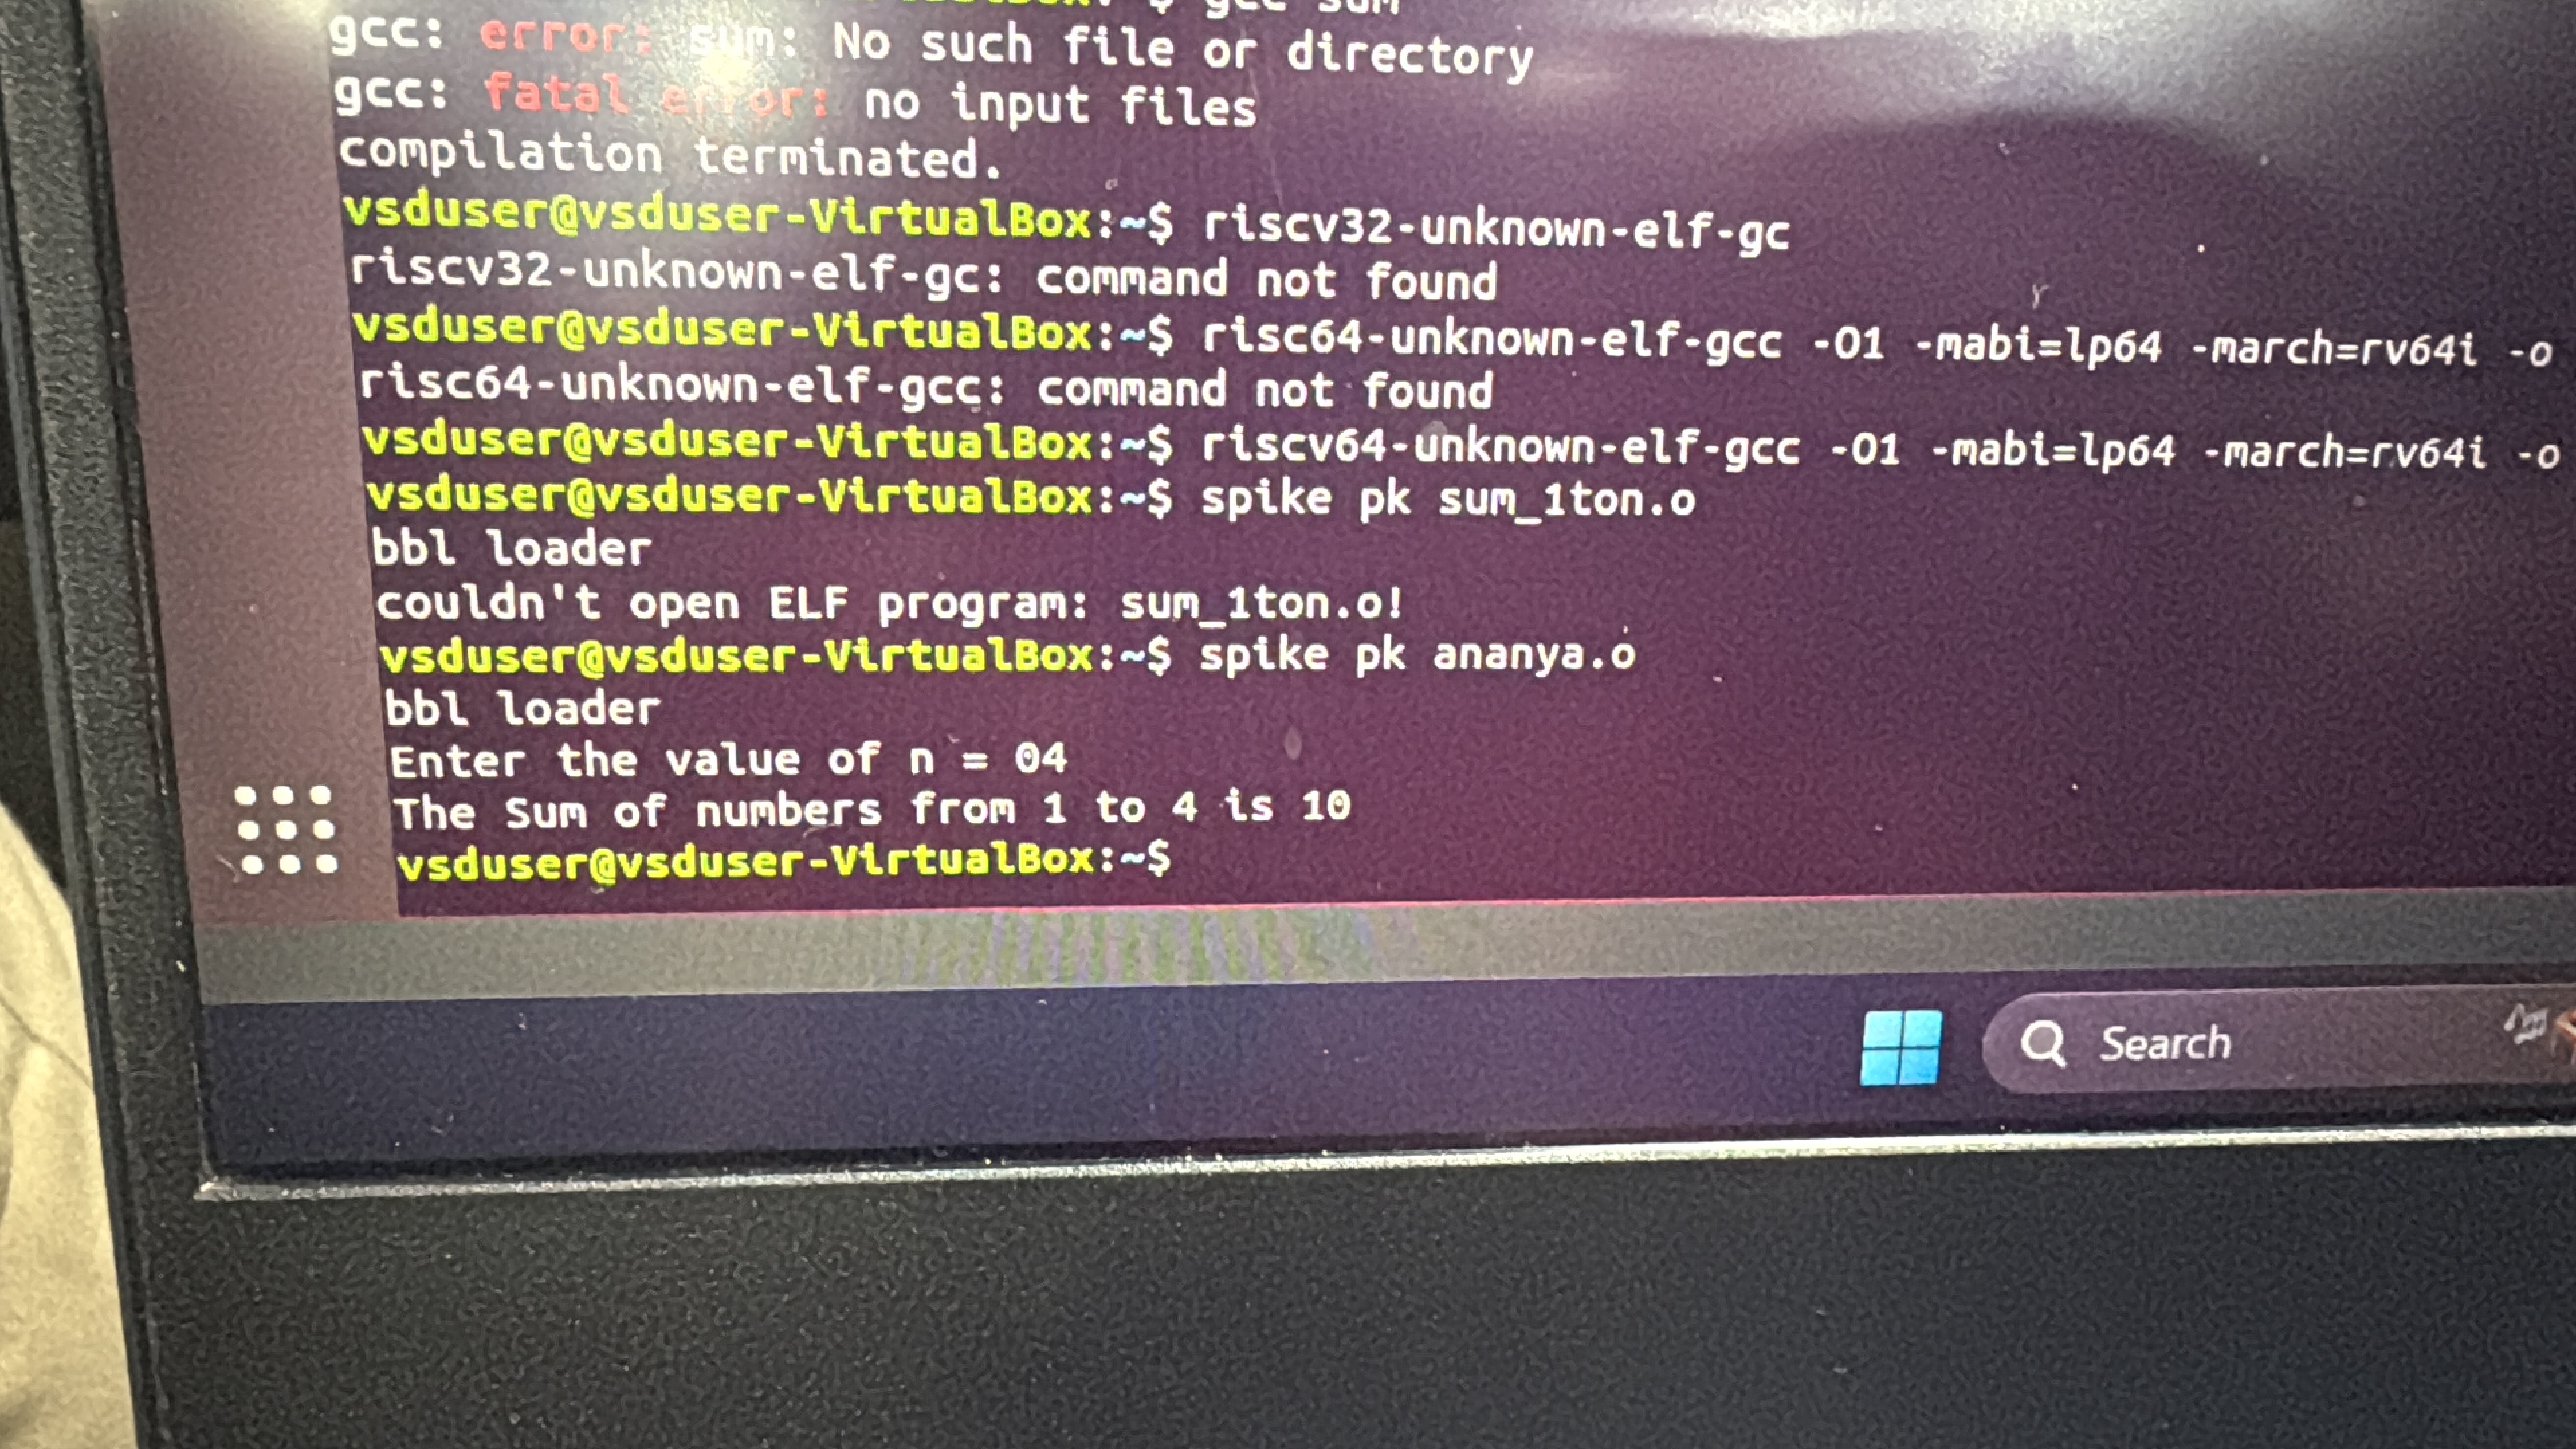 gcc sum
gcc: error: sum: No such file or directory
gcc: fatal error: no input files
compilation terminated.
vsduser@vsduser-VirtualBox:~$ riscv32-unknown-elf-gc
riscv32-unknown-elf-gc: command not found
vsduser@vsduser-VirtualBox:~$ risc64-unknown-elf-gcc -O1 -mabi=lp64 -march=rv64i -o
risc64-unknown-elf-gcc: command not found
vsduser@vsduser-VirtualBox:~$ riscv64-unknown-elf-gcc -O1 -mabi=lp64 -march=rv64i -o
vsduser@vsduser-VirtualBox:~$ spike pk sum_1ton.o
bbl loader
couldn't open ELF program: sum_1ton.o!
vsduser@vsduser-VirtualBox:~$ spike pk ananya.o
bbl loader
Enter the value of n = 04
The Sum of numbers from 1 to 4 is 10
vsduser@vsduser-VirtualBox:~$
Search